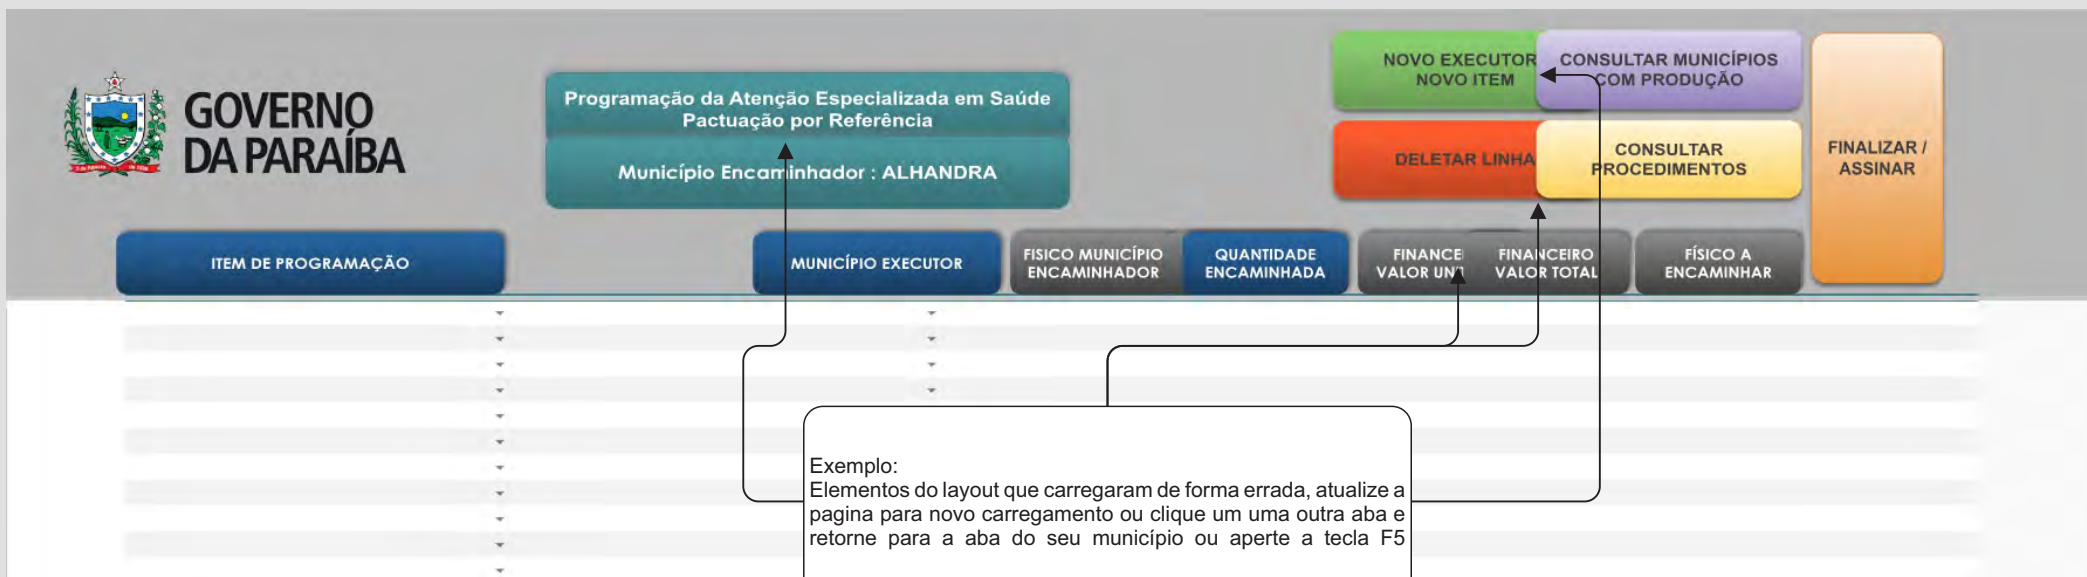 GOVERNO
DA PARAÍBA
Programação da Atenção Especializada em Saúde
Pactuação por Referência
Município Encaminhador : ALHANDRA
NOVO EXECUTOR
NOVO ITEM
CONSULTAR MUNICÍPIOS
COM PRODUÇÃO
DELETAR LINHA
CONSULTAR
PROCEDIMENTOS
FINALIZAR /
ASSINAR
ITEM DE PROGRAMAÇÃO
MUNICÍPIO EXECUTOR
FISICO MUNICÍPIO
ENCAMINHADOR
QUANTIDADE
ENCAMINHADA
FINANCE
VALOR UN
FINANCEIRO
VALOR TOTAL
FÍSICO A
ENCAMINHAR
Exemplo:
Elementos do layout que carregaram de forma errada, atualize a
pagina para novo carregamento ou clique um uma outra aba e
retorne para a aba do seu município ou aperte a tecla F5